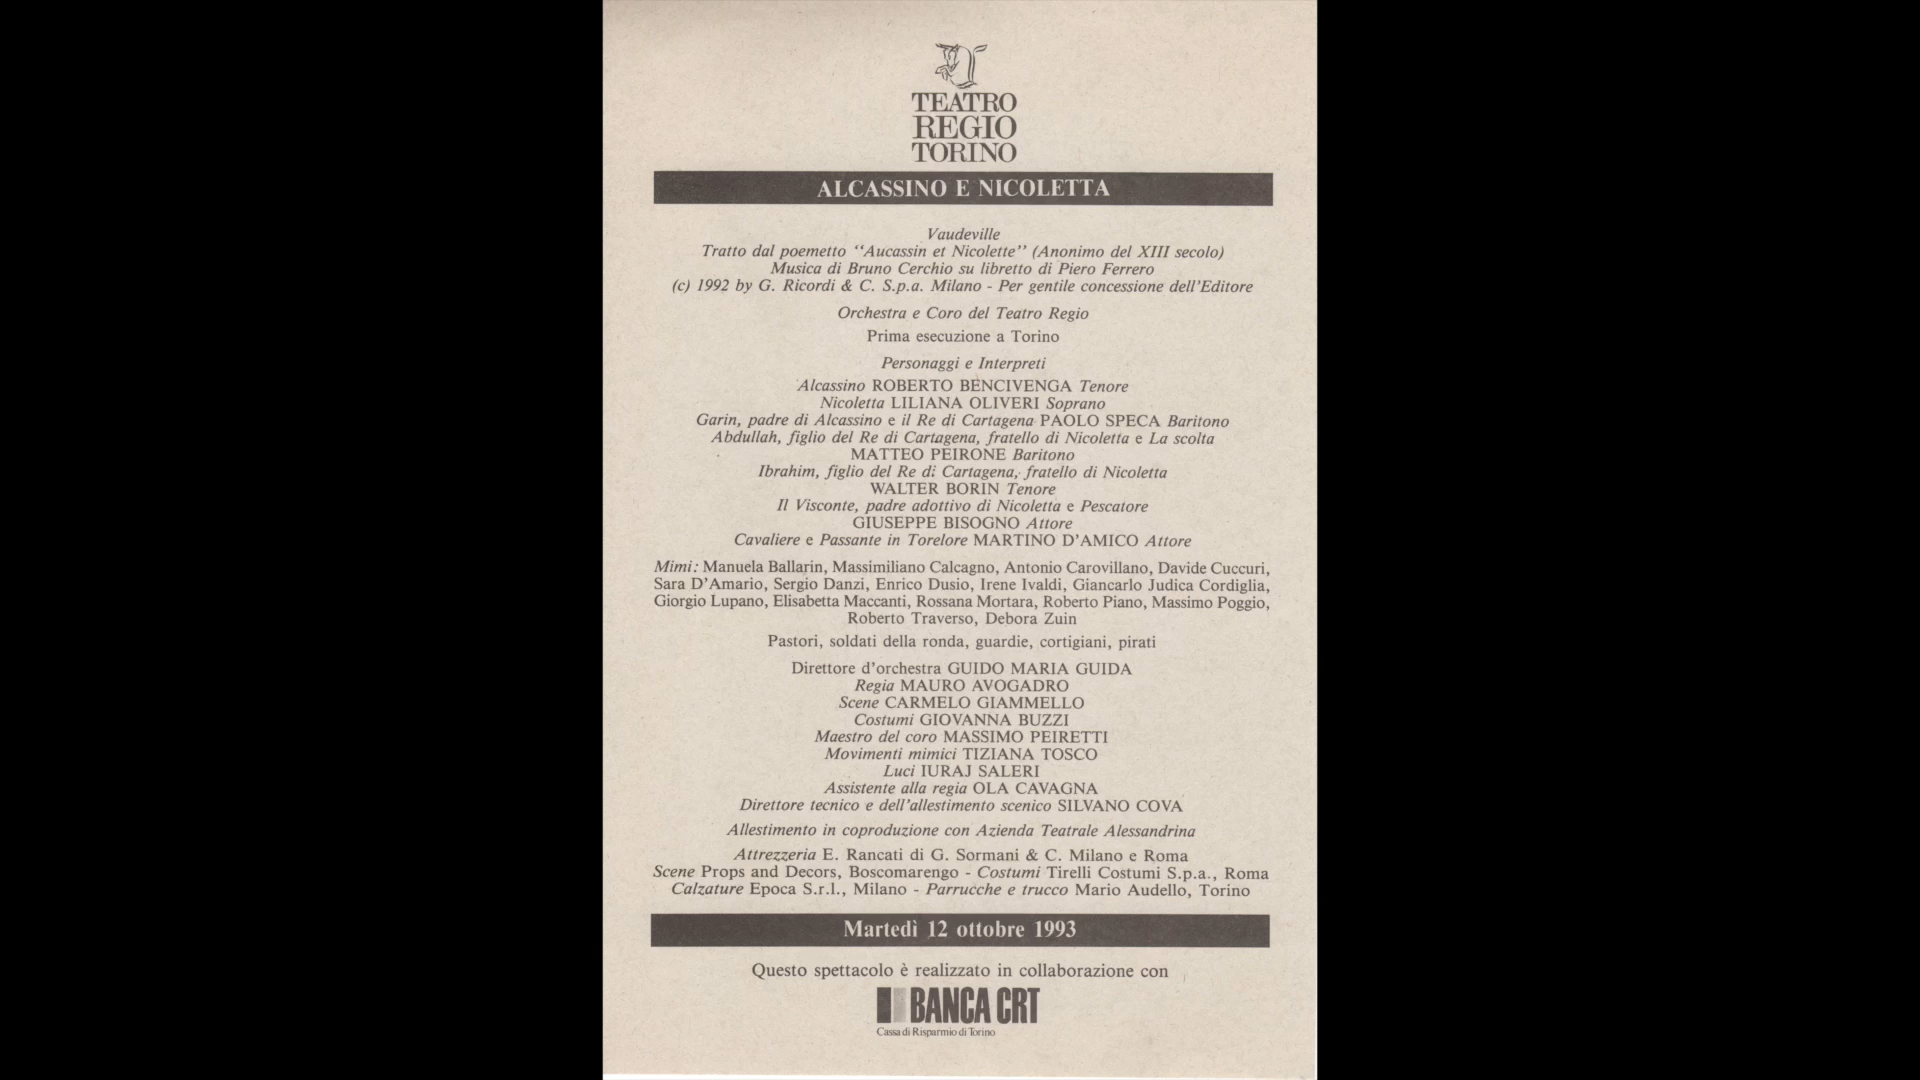 TEATRO
REGIO
TORINO
ALCASSINO E NICOLETTA
Vaudeville
Tratto dal poemetto ‘‘Aucassin et Nicolette’’ (Anonimo del XIII secolo)
Musica di Bruno Cerchio su libretto di Piero Ferrero
(c) 1992 by G. Ricordi & C. S.p.a. Milano - Per gentile concessione dell'Editore
Orchestra e Coro del Teatro Regio
Prima esecuzione a Torino
Personaggi e Interpreti
Alcassino ROBERTO BENCIVENGA Tenore
Nicoletta LILIANA OLIVERI Soprano
Garin, padre di Alcassino e il Re di Cartagena PAOLO SPECA Baritono
Abdullah, figlio del Re di Cartagena, fratello di Nicoletta e La scolta
MATTEO PEIRONE Baritono
Ibrahim, figlio del Re di Cartagena, fratello di Nicoletta
WALTER BORIN Tenore
Il Visconte, padre adottivo di Nicoletta e Pescatore
GIUSEPPE BISOGNO Attore
Cavaliere e Passante in Torelore MARTINO D'AMICO Attore
Mimi: Manuela Ballarin, Massimiliano Calcagno, Antonio Carovillano, Davide Cuccuri,
Sara D'Amario, Sergio Danzi, Enrico Dusio, Irene Ivaldi, Giancarlo Judica Cordiglia,
Giorgio Lupano, Elisabetta Maccanti, Rossana Mortara, Roberto Piano, Massimo Poggio,
Roberto Traverso, Debora Zuin
Pastori, soldati della ronda, guardie, cortigiani, pirati
Direttore d'orchestra GUIDO MARIA GUIDA
Regia MAURO AVOGADRO
Scene CARMELO GIAMMELLO
Costumi GIOVANNA BUZZI
Maestro del coro MASSIMO PEIRETTI
Movimenti mimici TIZIANA TOSCO
Luci IURAJ SALERI
Assistente alla regia OLA CAVAGNA
Direttore tecnico e dell'allestimento scenico SILVANO COVA
Allestimento in coproduzione con Azienda Teatrale Alessandrina
Attrezzeria E. Rancati di G. Sormani & C. Milano e Roma
Scene Props and Decors, Boscomarengo - Costumi Tirelli Costumi S.p.a., Roma
Calzature Epoca S.r.l., Milano - Parrucche e trucco Mario Audello, Torino
Martedì 12 ottobre 1993
Questo spettacolo è realizzato in collaborazione con
BANCA CRT
Cassa di Risparmio di Torino